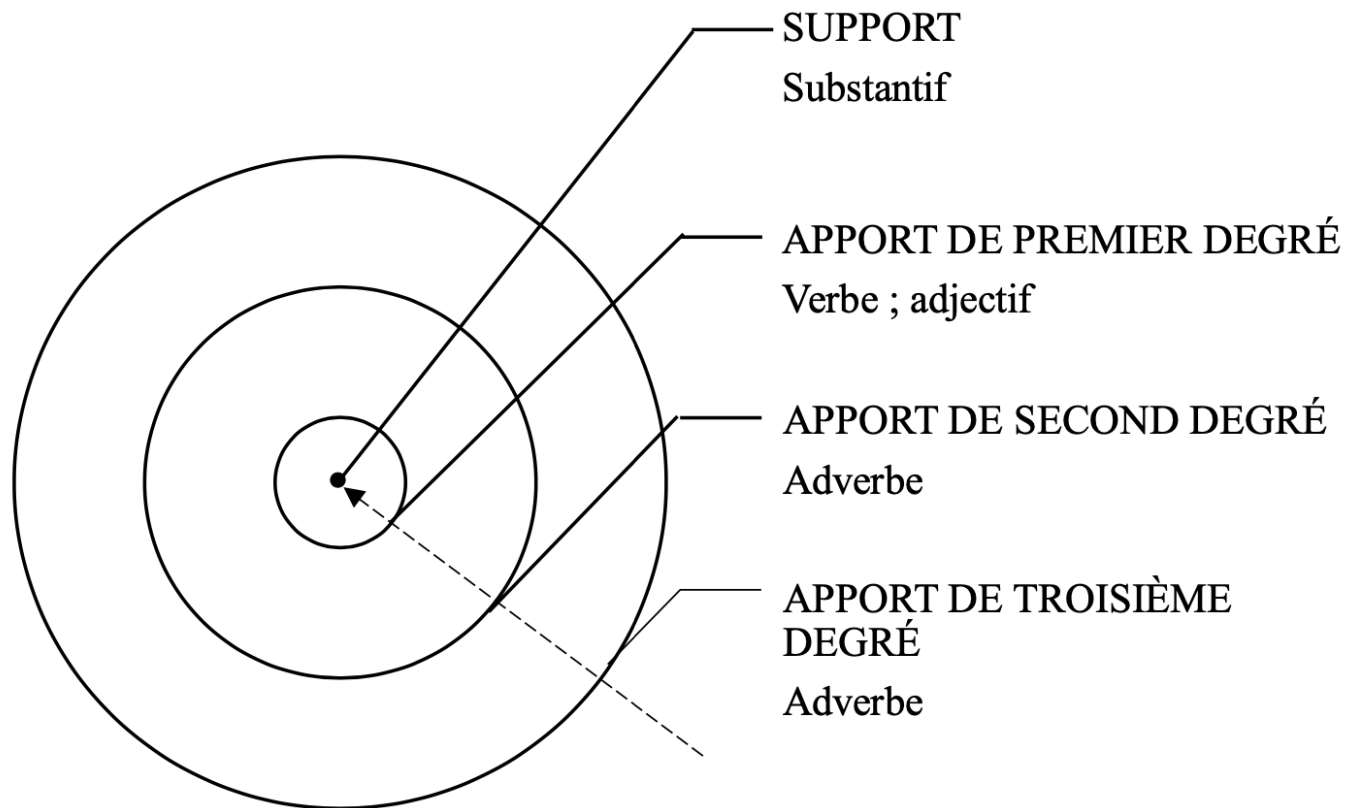 SUPPORT
Substantif
APPORT DE PREMIER DEGRÉ
Verbe ; adjectif
APPORT DE SECOND DEGRÉ
Adverbe
APPORT DE TROISIÈME
DEGRÉ
Adverbe